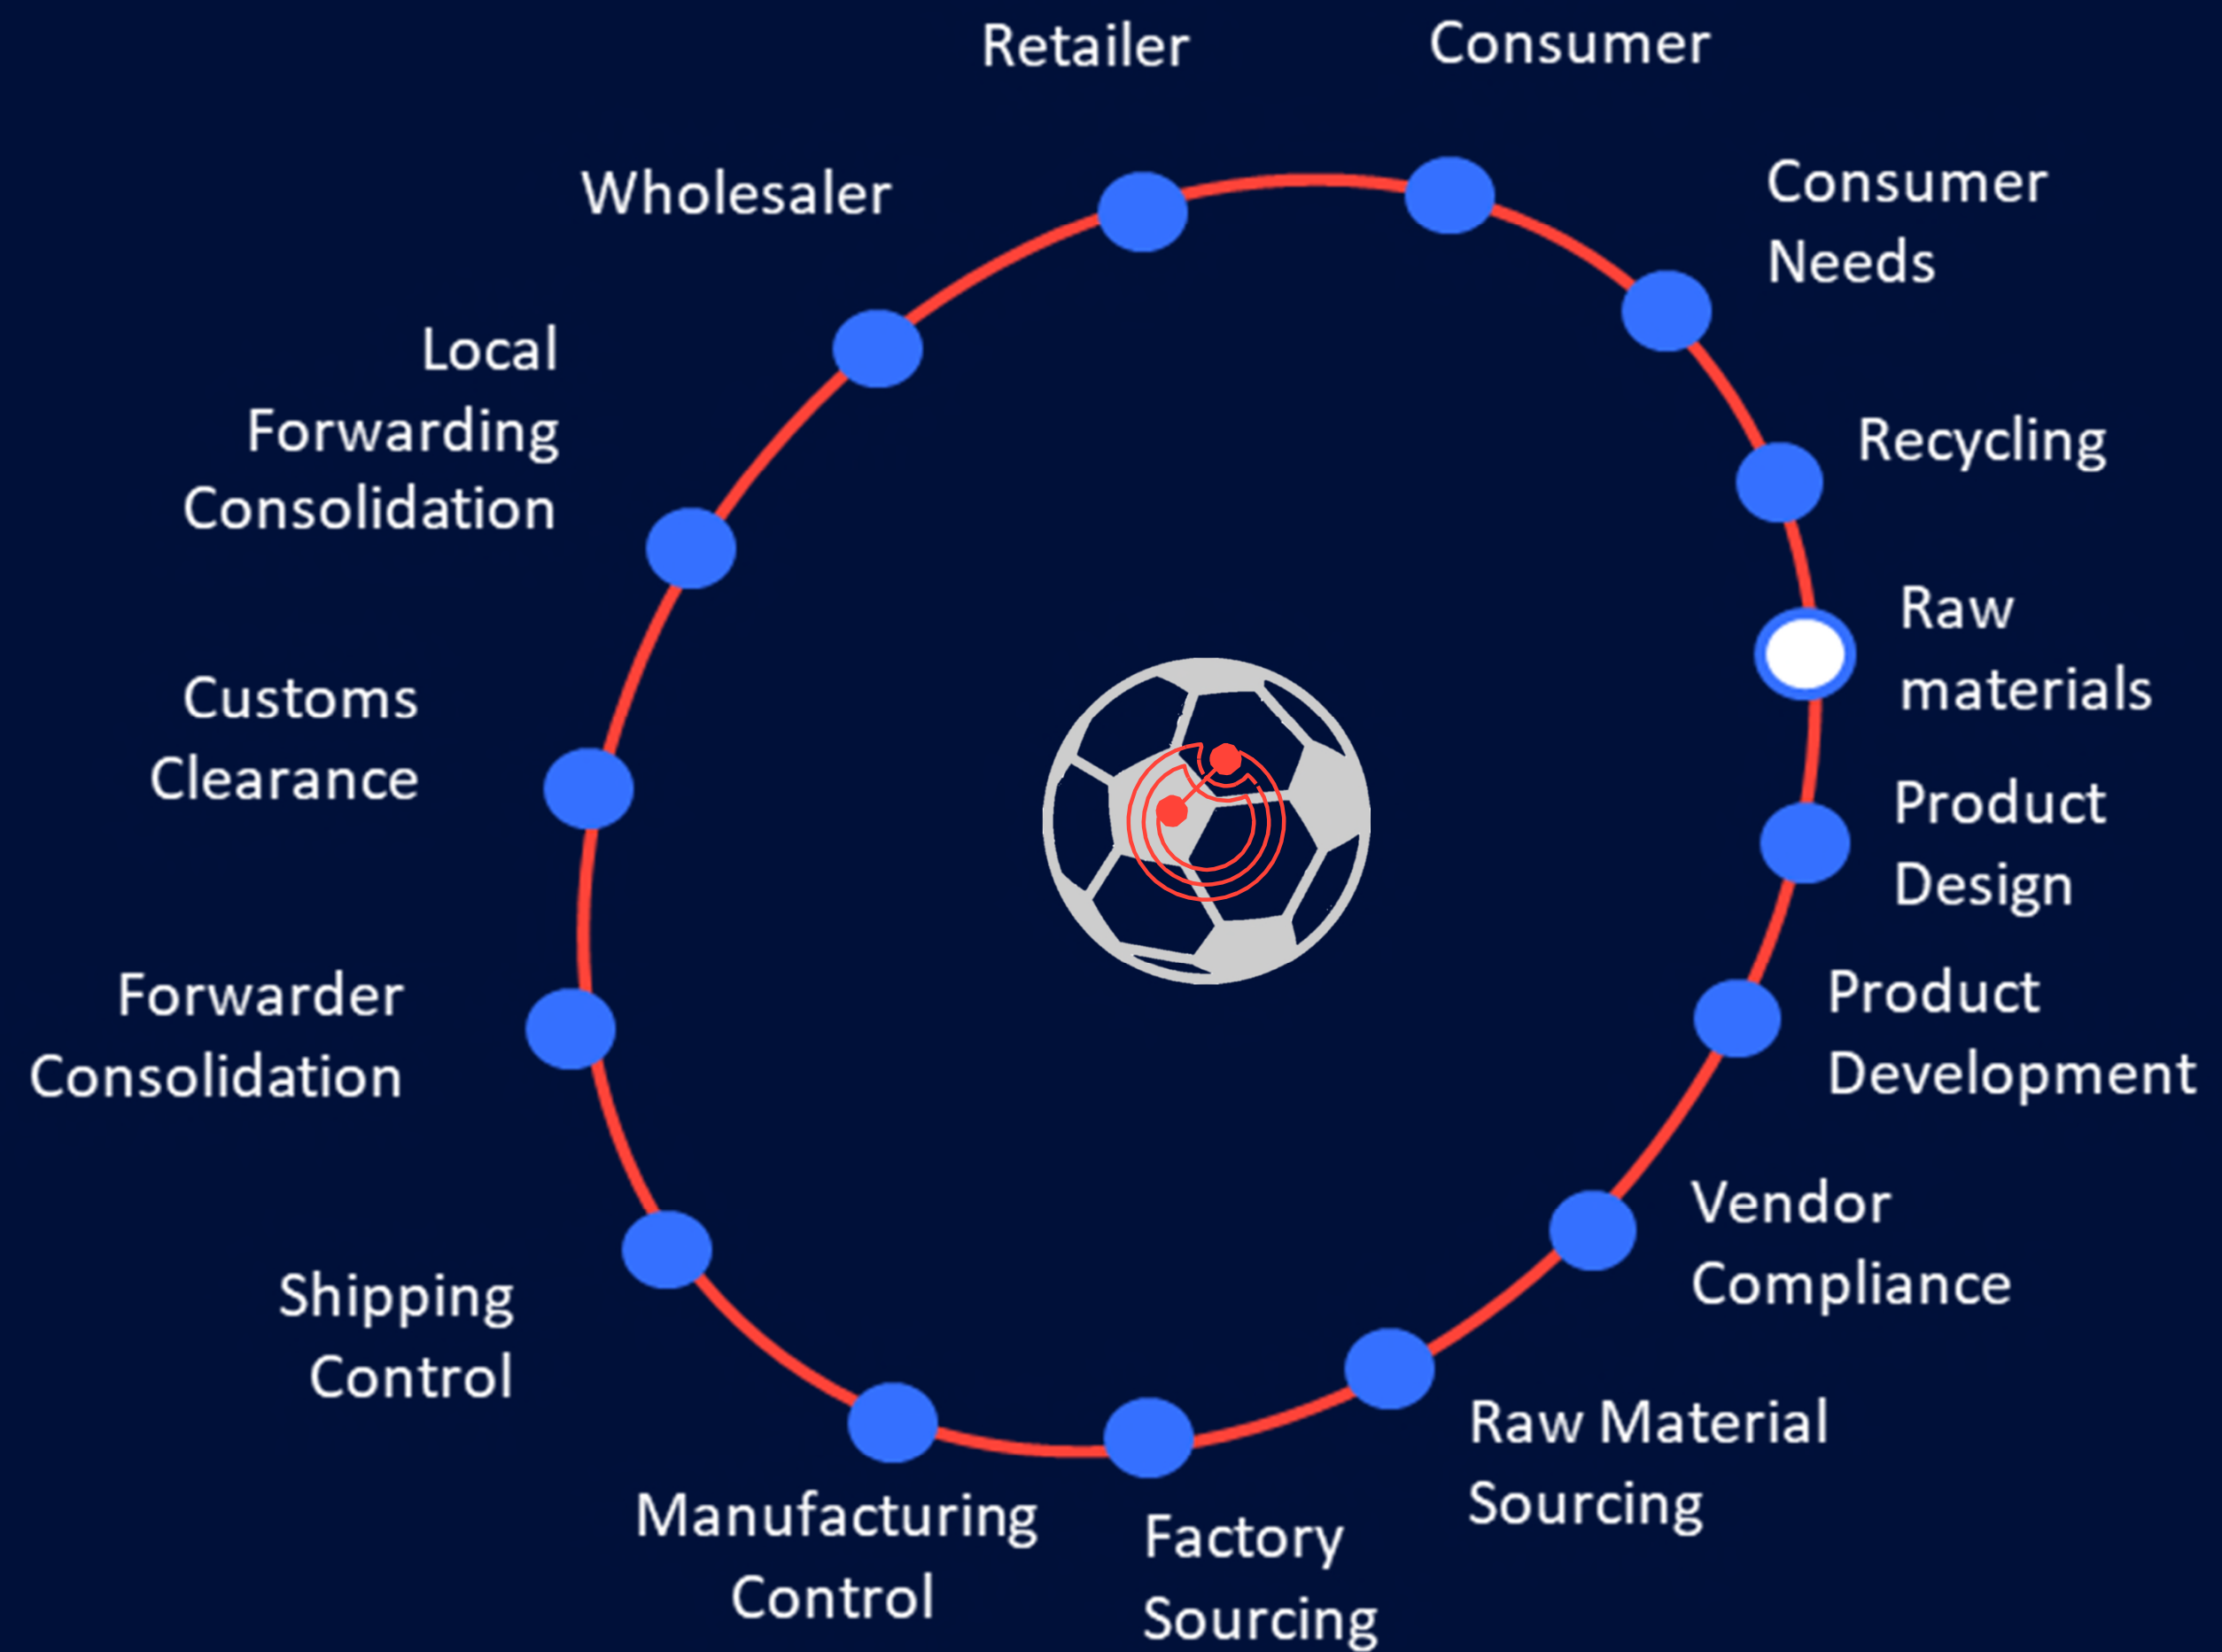 Retailer
Consumer
Wholesaler
Consumer
Needs
Local
Forwarding
Consolidation
Recycling
Raw
materials
Customs
Clearance
Product
Design
Forwarder
Consolidation
Product
Development
Vendor
Compliance
Shipping
Control
Raw Material
Sourcing
Manufacturing
Control
Factory
Sourcing